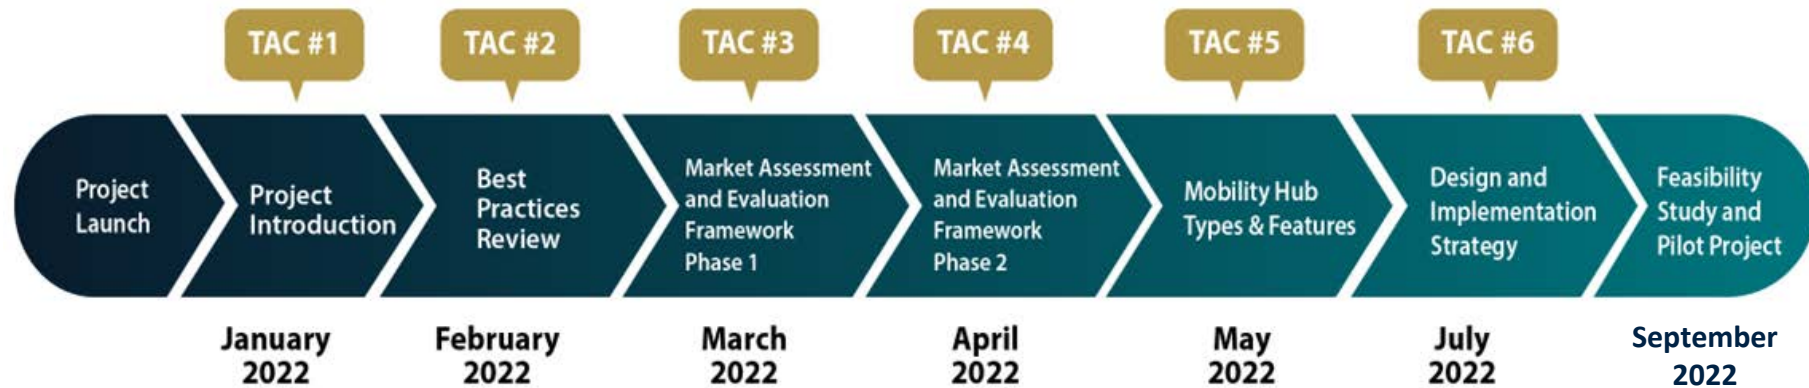 TAC #1
TAC #2
TAC #3
TAC #4
TAC #5
TAC #6
Project
Launch
Project
Introduction
Best
Practices
Review
Market Assessment
and Evaluation
Framework
Phase 1
Market Assessment
and Evaluation
Framework
Phase 2
Mobility Hub
Types & Features
Design and
Implementation
Strategy
Feasibility
Study and
Pilot Project
January
2022
February
2022
March
2022
April
2022
May
2022
July
2022
September
2022